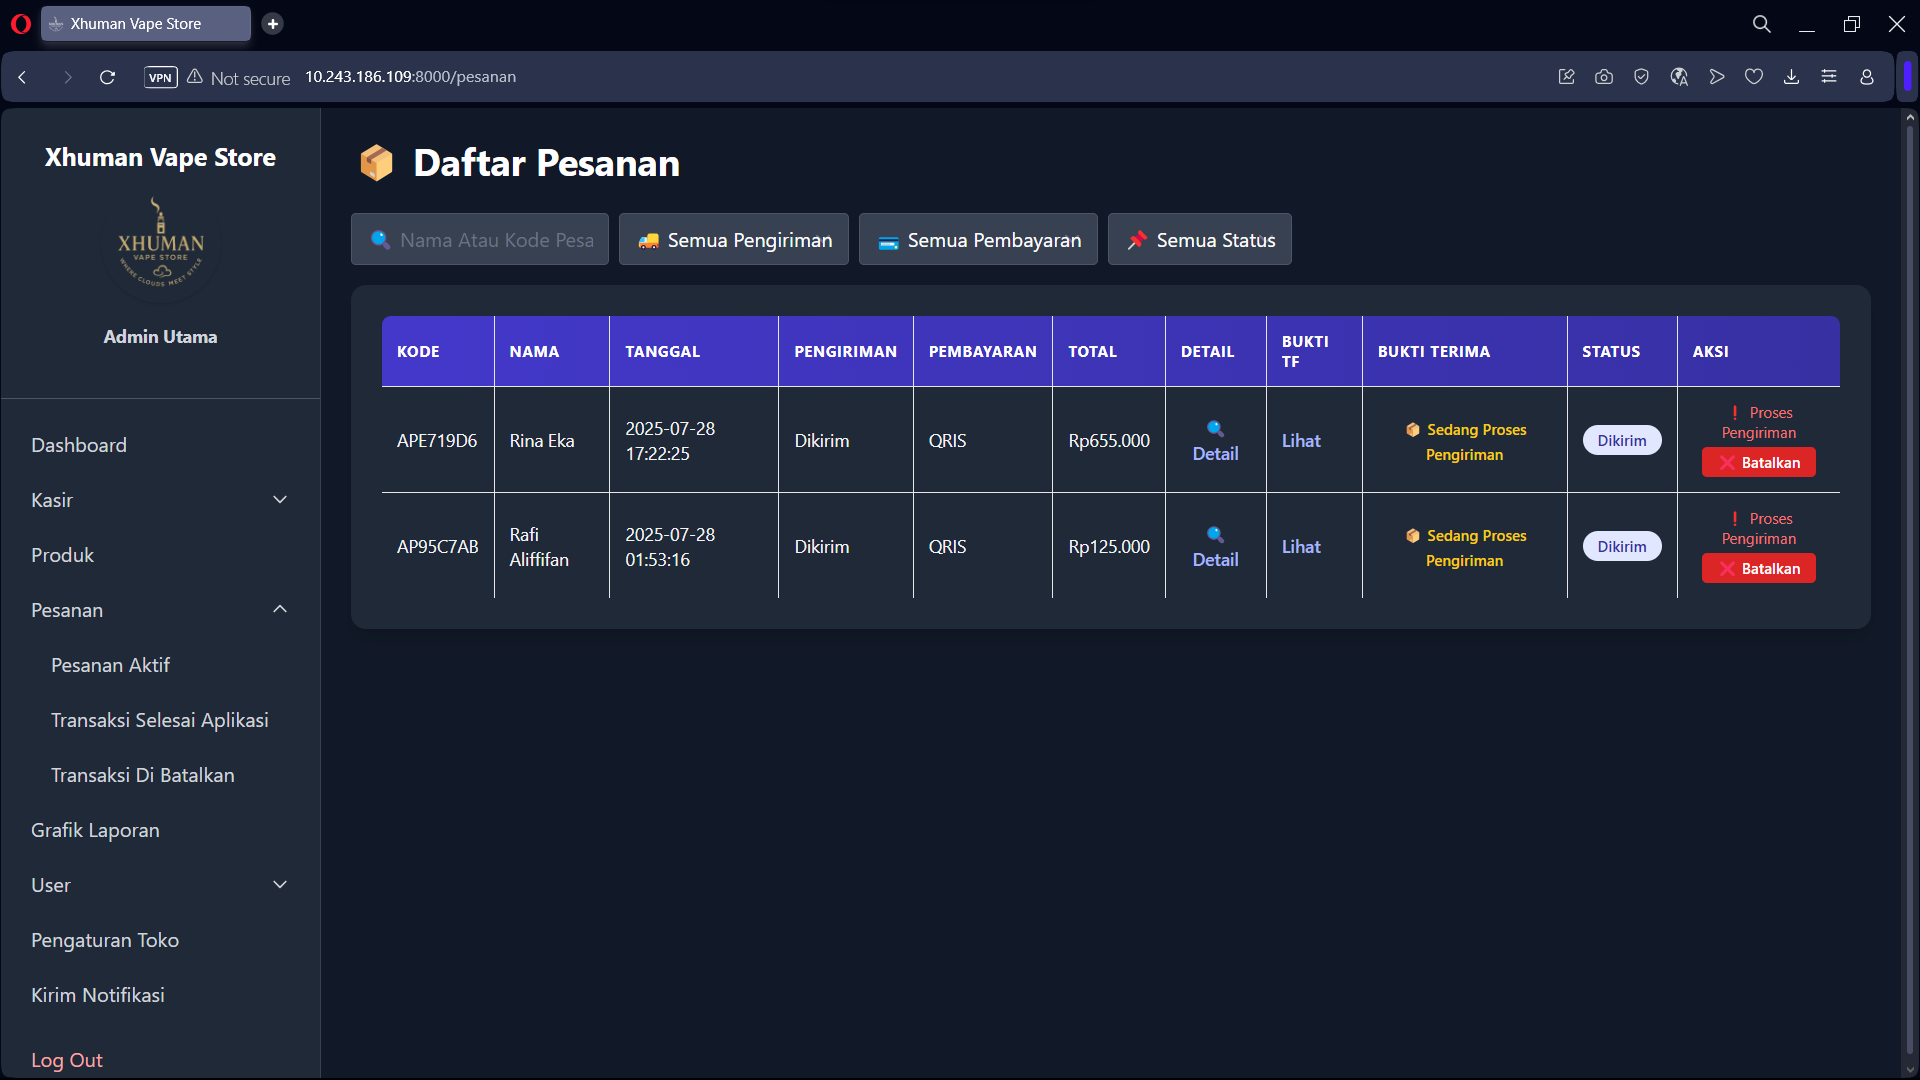 Xhuman Vape Store
VPN
Not secure
10.243.186.109:8000/pesanan
Xhuman Vape Store
XHUMAN
VAPE STORE
WHERE CLOUDS MEET STYLE
Admin Utama
Dashboard
Kasir
Produk
Pesanan
Pesanan Aktif
Transaksi Selesai Aplikasi
Transaksi Di Batalkan
Grafik Laporan
User
Pengaturan Toko
Kirim Notifikasi
Log Out
📦 Daftar Pesanan
🔍 Nama Atau Kode Pesa
🚚 Semua Pengiriman
💳 Semua Pembayaran
📌 Semua Status
KODE NAMA TANGGAL PENGIRIMAN PEMBAYARAN TOTAL DETAIL BUKTI TF BUKTI TERIMA STATUS AKSI
APE719D6
Rina Eka
2025-07-28
17:22:25
Dikirim
QRIS
Rp655.000
🔍
Detail
Lihat
📦 Sedang Proses
Pengiriman
Dikirim
❗ Proses
Pengiriman
❌ Batalkan
AP95C7AB
Rafi
Aliffifan
2025-07-28
01:53:16
Dikirim
QRIS
Rp125.000
🔍
Detail
Lihat
📦 Sedang Proses
Pengiriman
Dikirim
❗ Proses
Pengiriman
❌ Batalkan